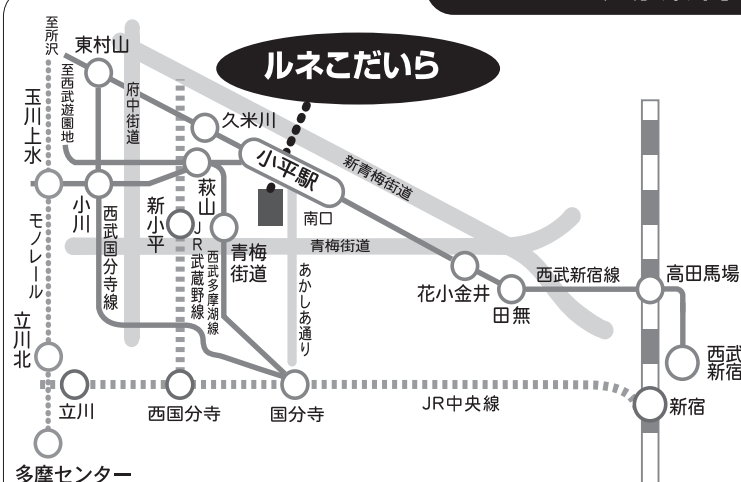 至所沢
東村山
ルネこだいら
至西武遊園地
府中街道
玉川上水
久米川
小平駅
新青梅街道
小川
萩山
新小平
南口
西武国分寺線
JR武蔵野線
西武多摩湖線
青梅街道
青梅街道
モノレール
あかしあ通り
花小金井
田無
西武新宿線
高田馬場
立川北
西武
新宿
立川
西国分寺
国分寺
JR中央線
新宿
多摩センター